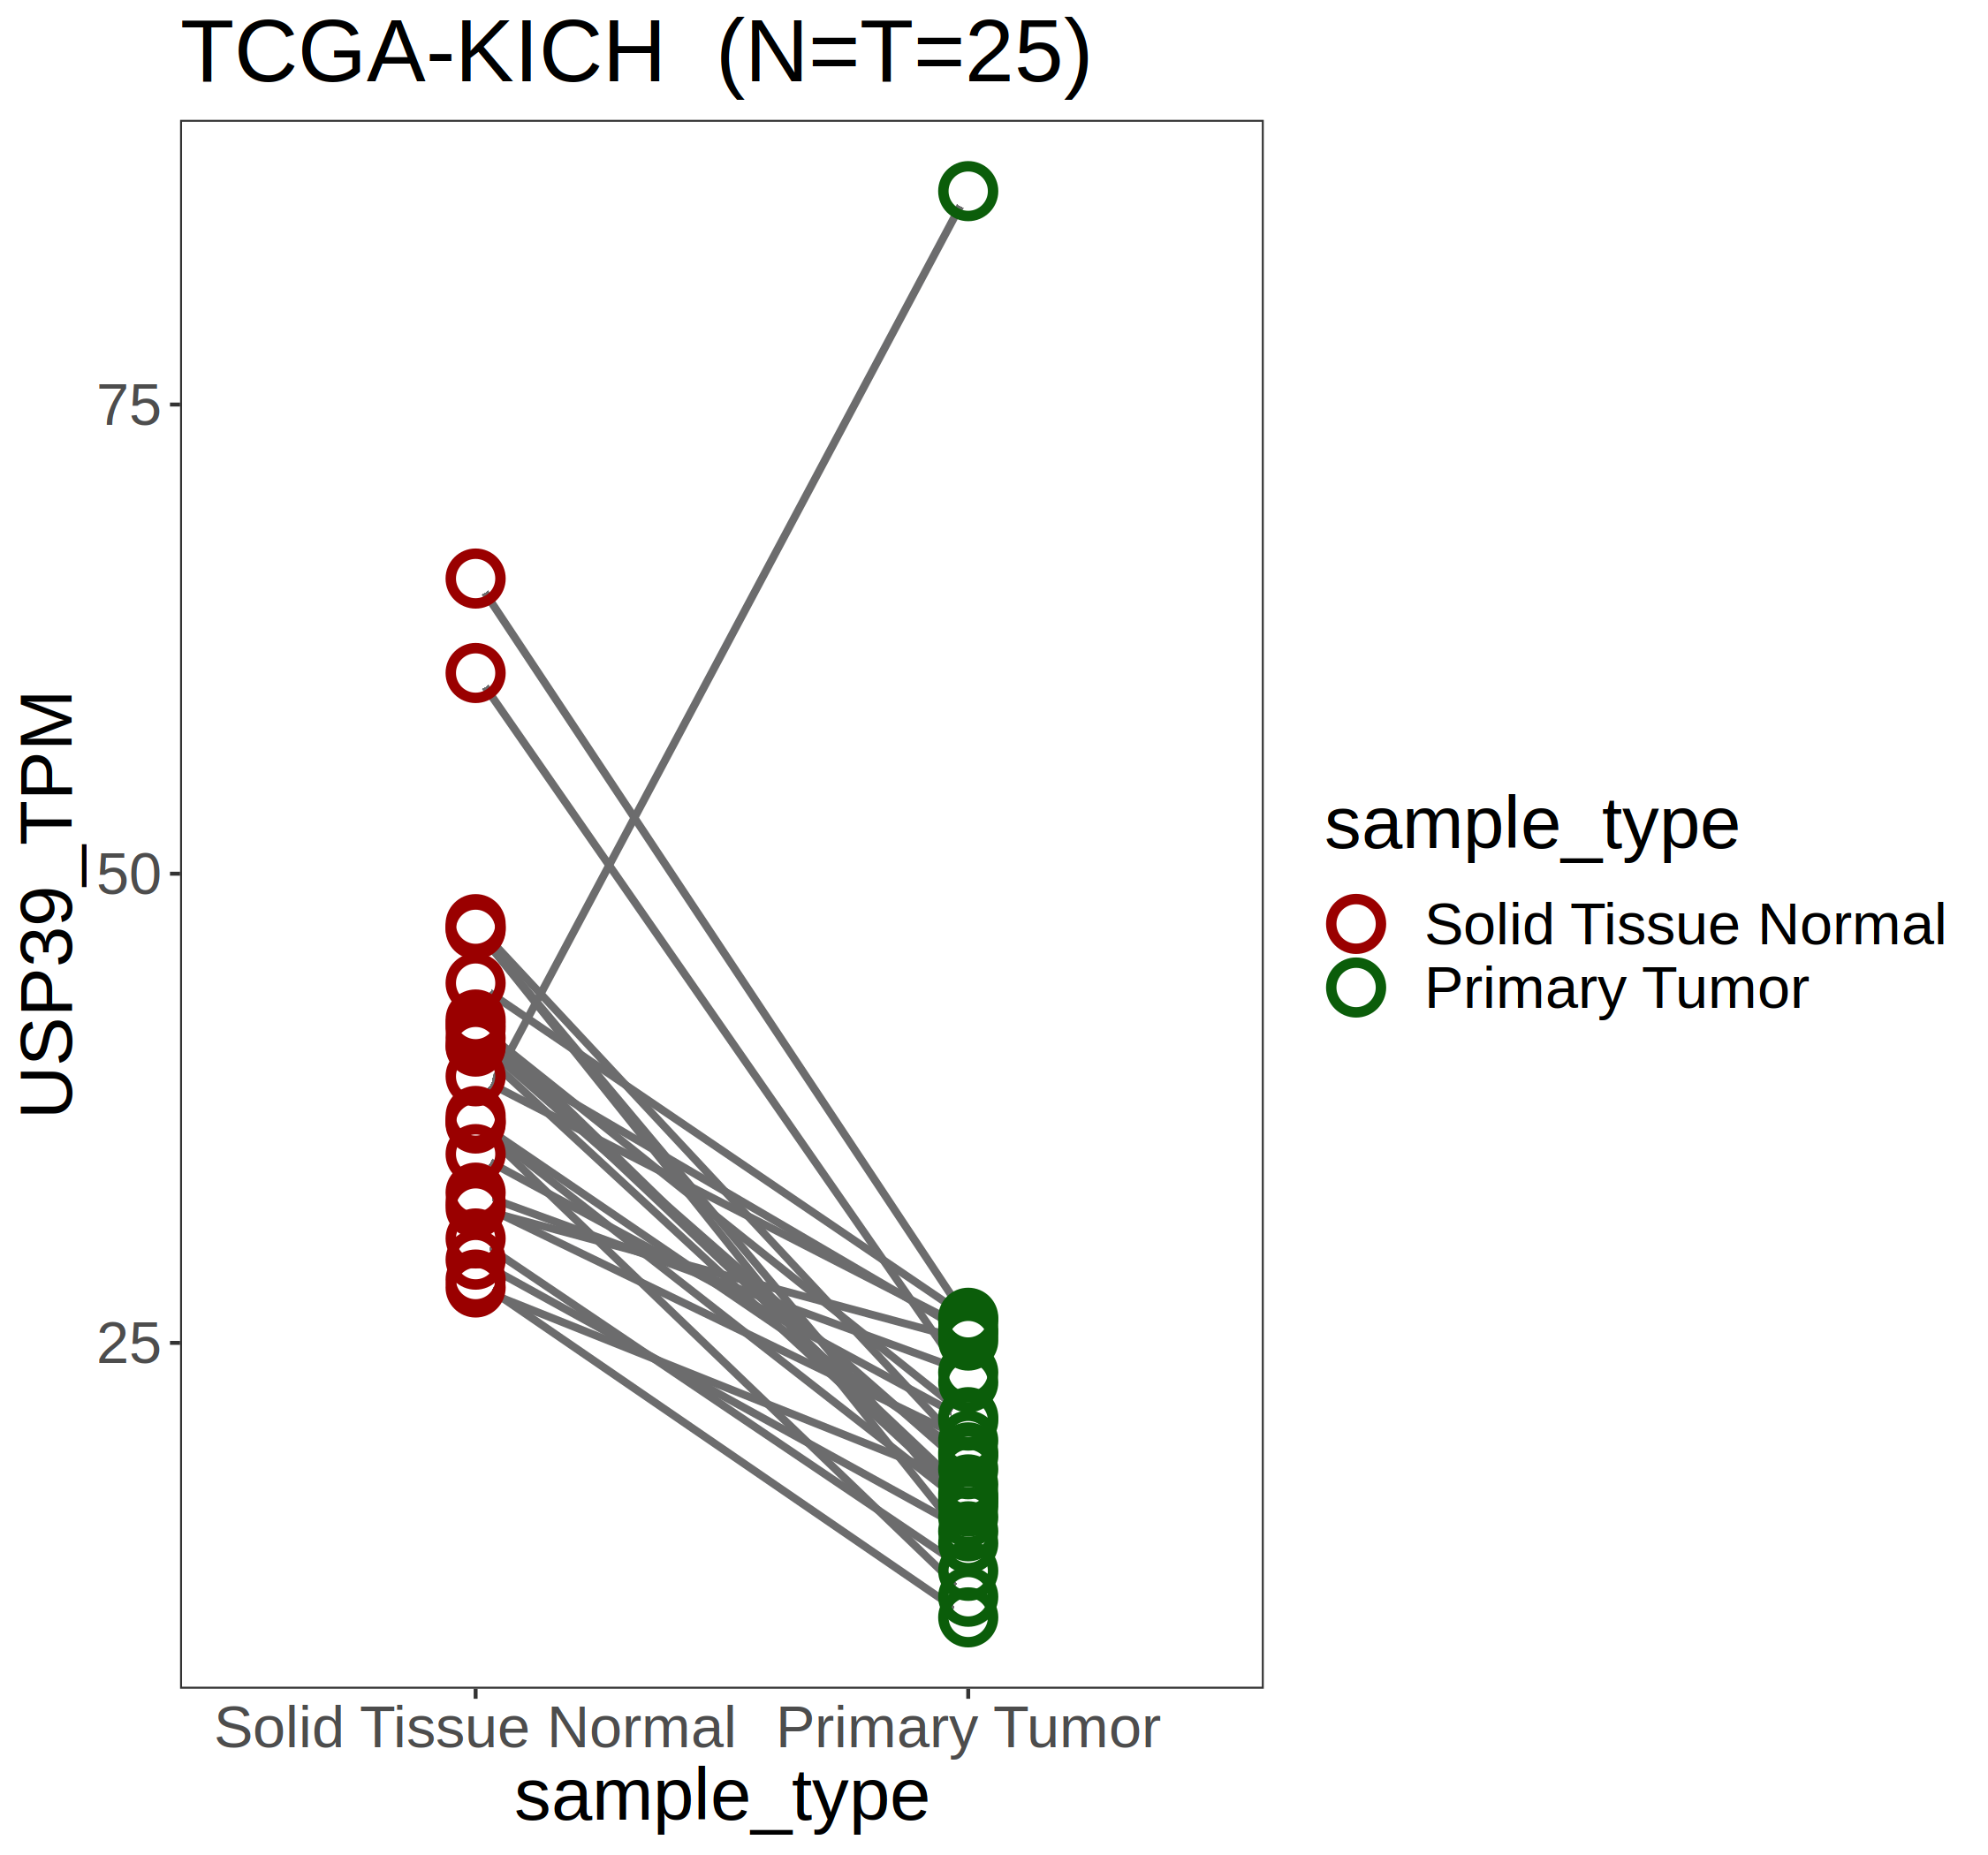 TCGA-KICH  (N=T=25)
75
50
25
USP39_TPM
Solid Tissue Normal
Primary Tumor
sample_type
sample_type
Solid Tissue Normal
Primary Tumor